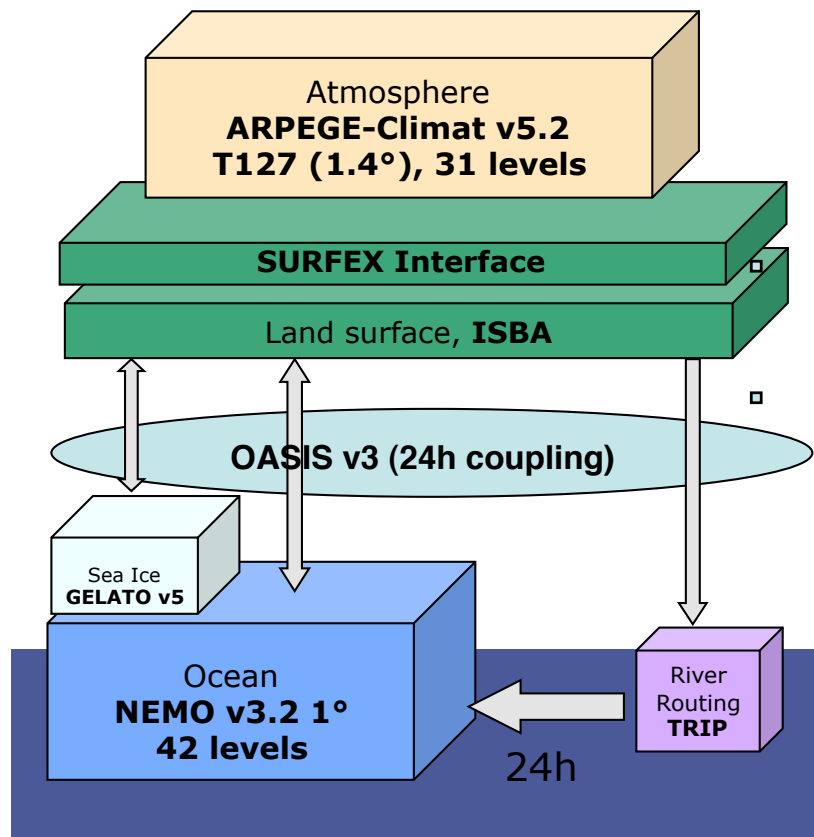 Atmosphere
ARPEGE-Climat v5.2
T127 (1.4°), 31 levels
SURFEX Interface
Land surface, ISBA
OASIS v3 (24h coupling)
Sea Ice
GELATO v5
Ocean
NEMO v3.2 1°
42 levels
River
Routing
TRIP
24h